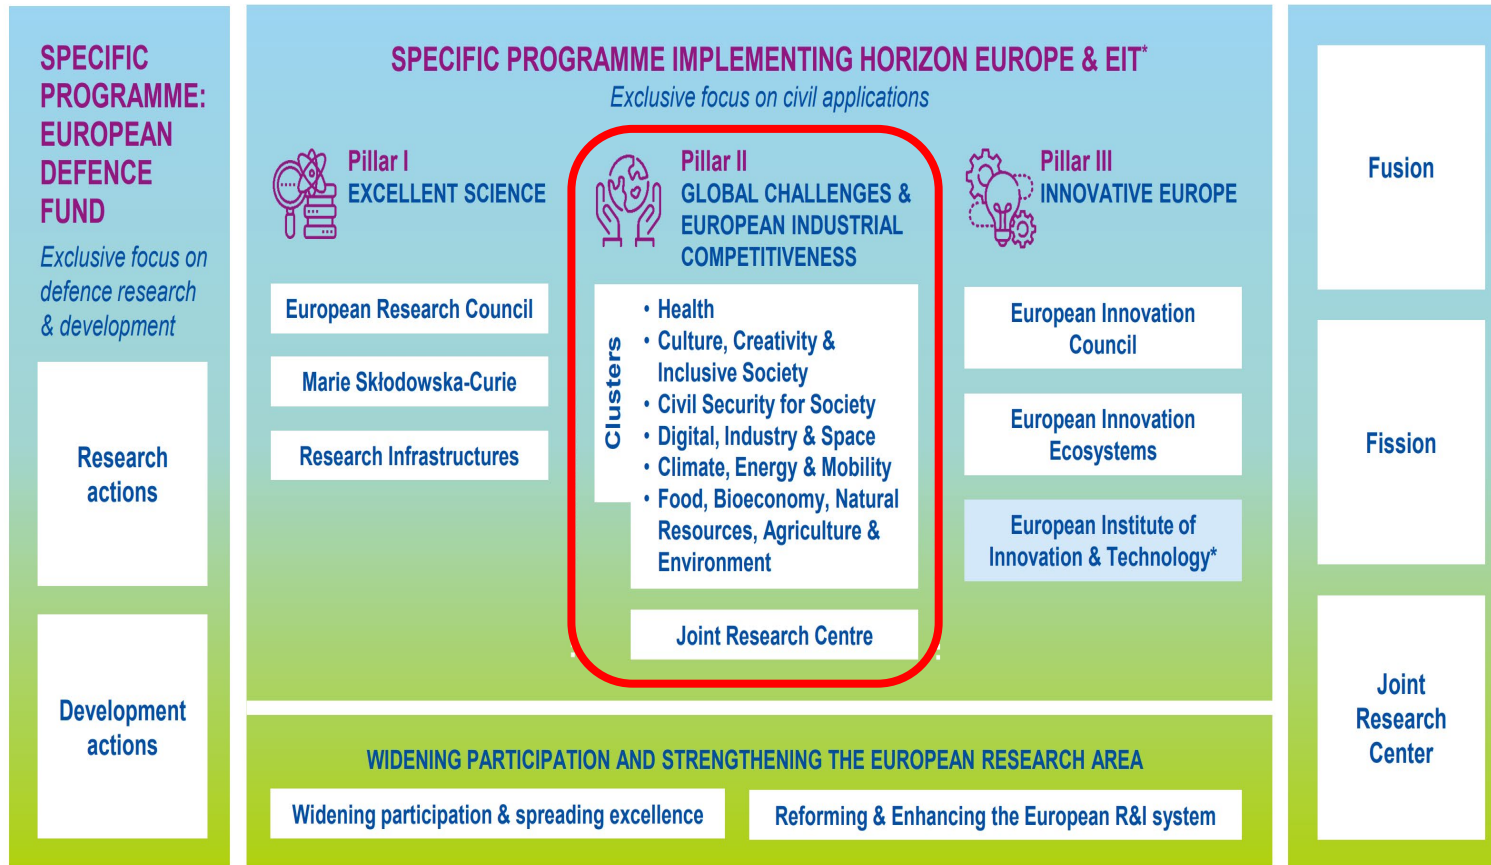 SPECIFIC
PROGRAMME:
EUROPEAN
DEFENCE
FUND
Exclusive focus on
defence research
& development
Research
actions
Development
actions
SPECIFIC PROGRAMME IMPLEMENTING HORIZON EUROPE & EIT*
Exclusive focus on civil applications
Pillar I
EXCELLENT SCIENCE
European Research Council
Marie Skłodowska-Curie
Research Infrastructures
Pillar II
GLOBAL CHALLENGES &
EUROPEAN INDUSTRIAL
COMPETITIVENESS
Clusters
• Health
• Culture, Creativity &
Inclusive Society
• Civil Security for Society
• Digital, Industry & Space
• Climate, Energy & Mobility
• Food, Bioeconomy, Natural
Resources, Agriculture &
Environment
Joint Research Centre
Pillar III
INNOVATIVE EUROPE
European Innovation
Council
European Innovation
Ecosystems
European Institute of
Innovation & Technology*
WIDENING PARTICIPATION AND STRENGTHENING THE EUROPEAN RESEARCH AREA
Widening participation & spreading excellence
Reforming & Enhancing the European R&I system
Fusion
Fission
Joint
Research
Center